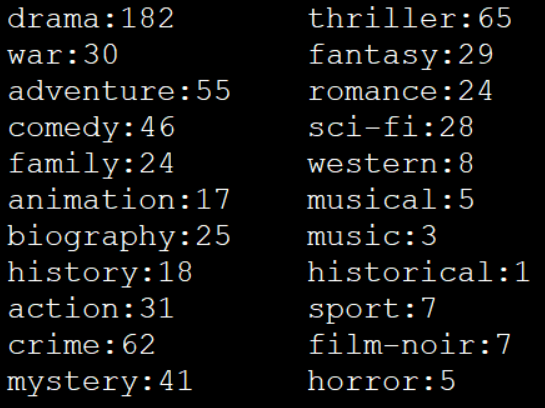 drama:182
war:30
adventure:55
comedy:46
family:24
animation:17
biography:25
history:18
action:31
crime:62
mystery:41
thriller:65
fantasy:29
romance:24
sci-fi:28
western:8
musical:5
music:3
historical:1
sport:7
film-noir:7
horror:5